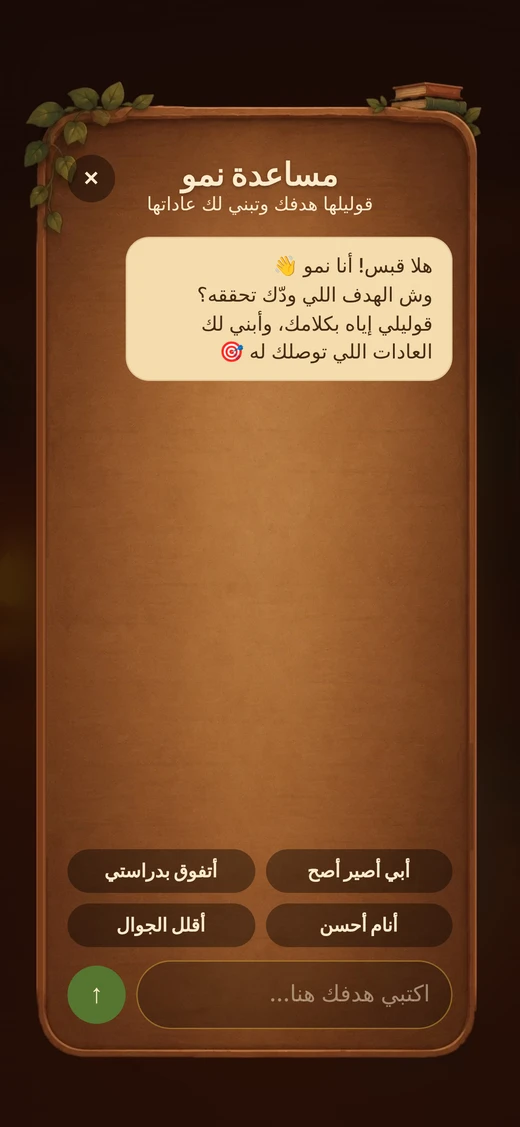 مساعدة نمو
قوليلها هدفك وتبني لك عاداتها
×
هلا قبس! أنا نمو 👋
وش الهدف اللي ودّك تحققه؟
قوليلي إياه بكلامك، وأبني لك
العادات اللي توصلك له 🎯
أبي أصير أصح
أتفوق بدراستي
أنام أحسن
أقلل الجوال
اكتبي هدفك هنا...
↑